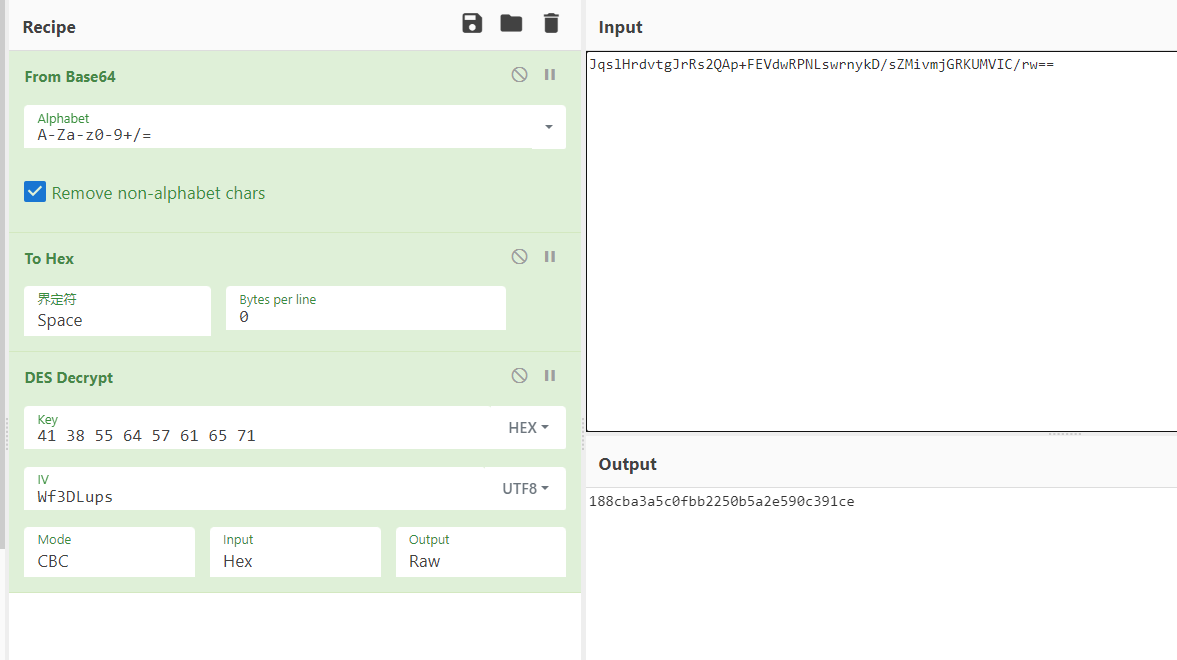 Recipe
From Base64
Alphabet
A-Za-z0-9+/=
Remove non-alphabet chars
To Hex
界定符
Space
Bytes per line
0
DES Decrypt
Key
41 38 55 64 57 61 65 71
HEX
IV
Wf3DLups
UTF8
Mode
CBC
Input
Hex
Output
Raw
Input
JqslHrdvtgJrRs2QAp+FEVdwRPNLswrnykD/sZMivmjGRKUMVIC/rw==
Output
188cba3a5c0fbb2250b5a2e590c391ce